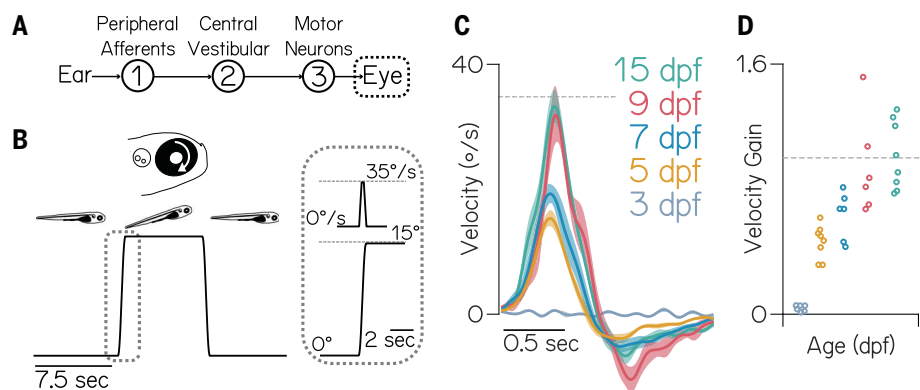 A
Peripheral Afferents
Central Vestibular
Motor Neurons
Ear
1
2
3
Eye
B
35°/s
0°/s
15°
0°
2 sec
7.5 sec
C
40
Velocity (°/s)
0
15 dpf
9 dpf
7 dpf
5 dpf
3 dpf
0.5 sec
D
1.6
Velocity Gain
0
Age (dpf)